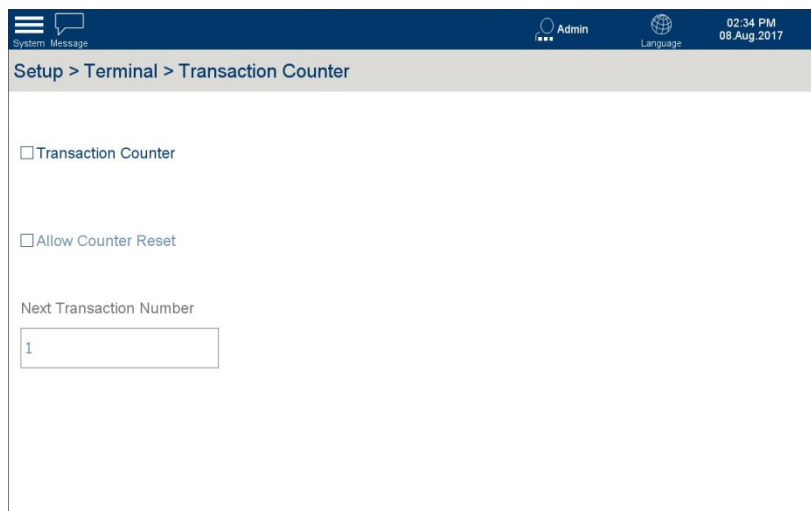 System Message
Admin
Language
02:34 PM
08.Aug.2017
Setup > Terminal > Transaction Counter
Transaction Counter
Allow Counter Reset
Next Transaction Number
1